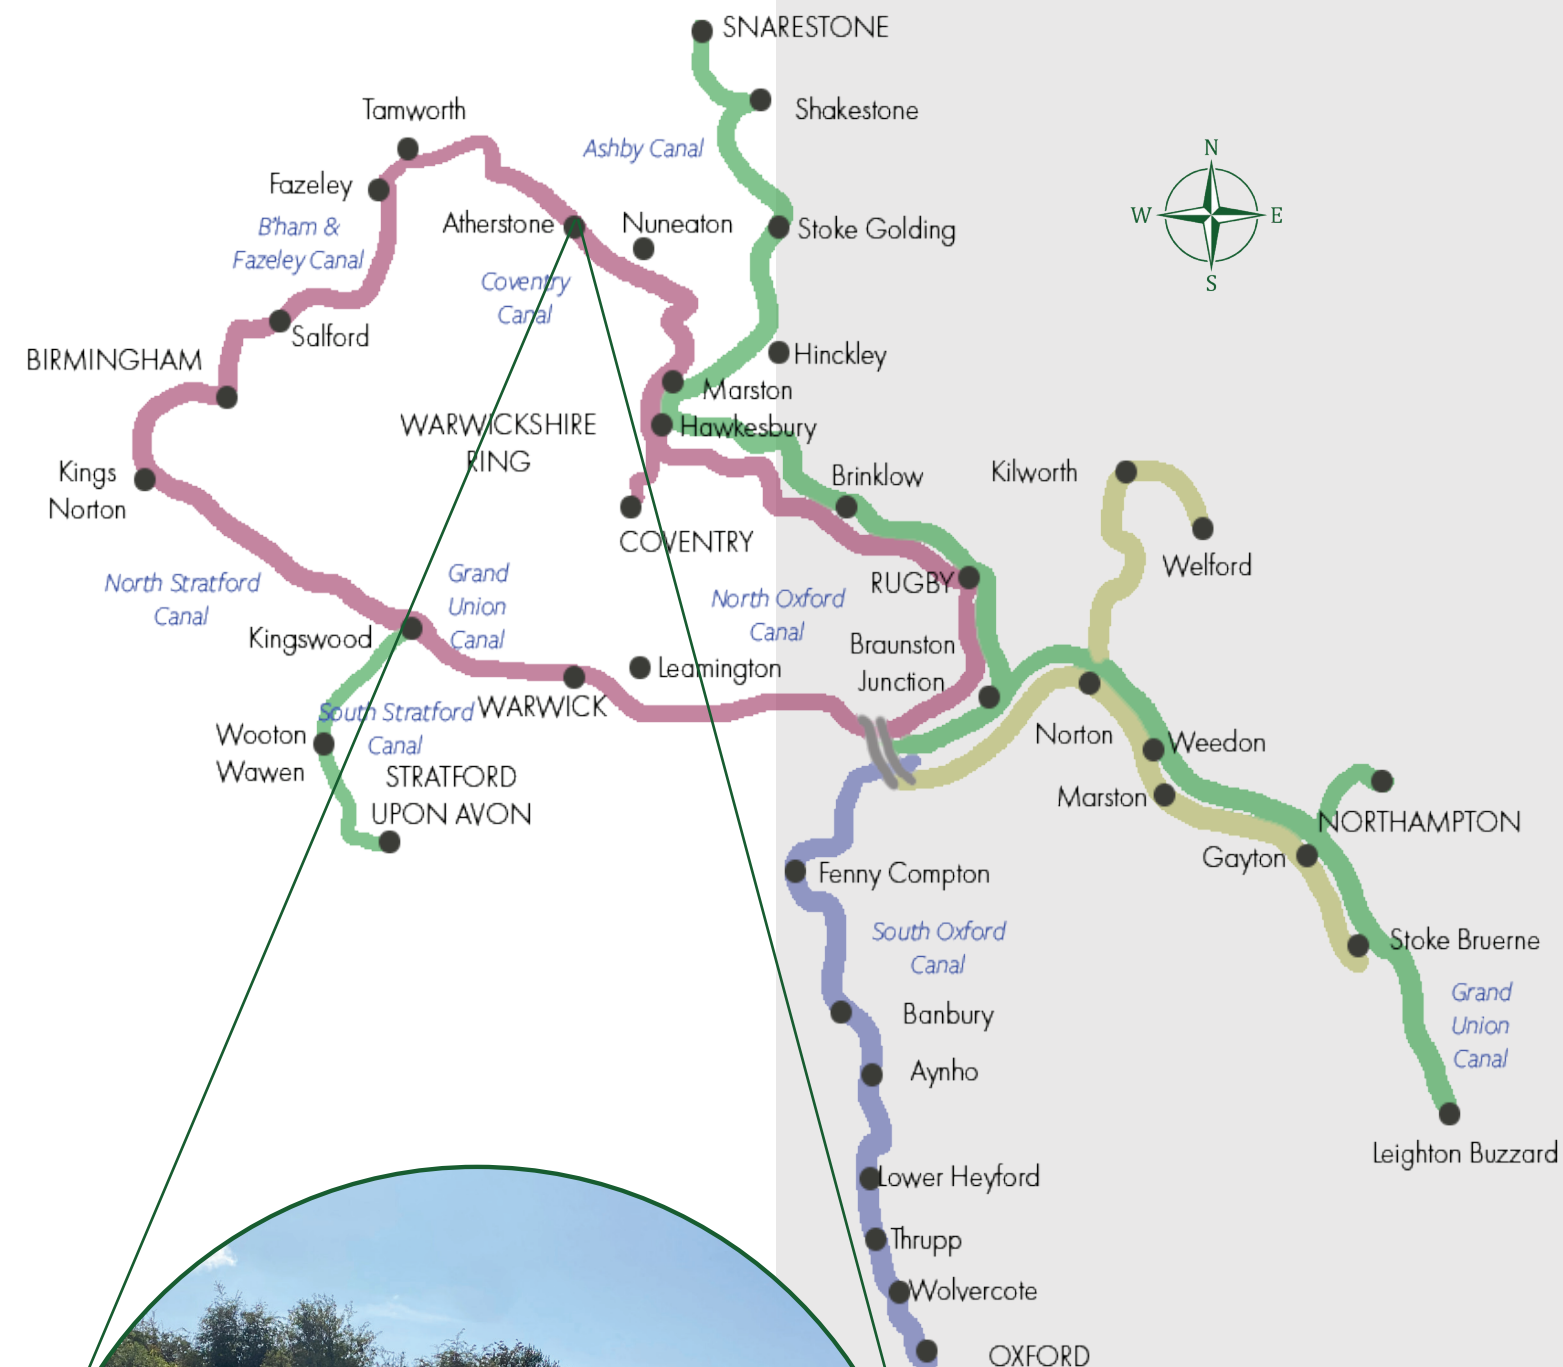 SNARESTONE
Shakestone
Tamworth
Ashby Canal
Fazeley
B'ham &
Fazeley Canal
Atherstone
Nuneaton
Stoke Golding
N
W
E
S
Coventry
Canal
Salford
BIRMINGHAM
Hinckley
Marston
WARWICKSHIRE
RING
Hawkesbury
Kings
Norton
Brinklow
Kilworth
COVENTRY
Welford
North Stratford
Canal
Grand
Union
Canal
RUGBY
North Oxford
Canal
Kingswood
Braunston
Junction
Leamington
South Stratford
Canal
WARWICK
Wooton
Wawen
Norton
Weedon
STRATFORD
UPON AVON
Marston
NORTHAMPTON
Gayton
Fenny Compton
South Oxford
Canal
Stoke Bruerne
Grand
Union
Canal
Banbury
Aynho
Leighton Buzzard
Lower Heyford
Thrupp
Wolvercote
OXFORD